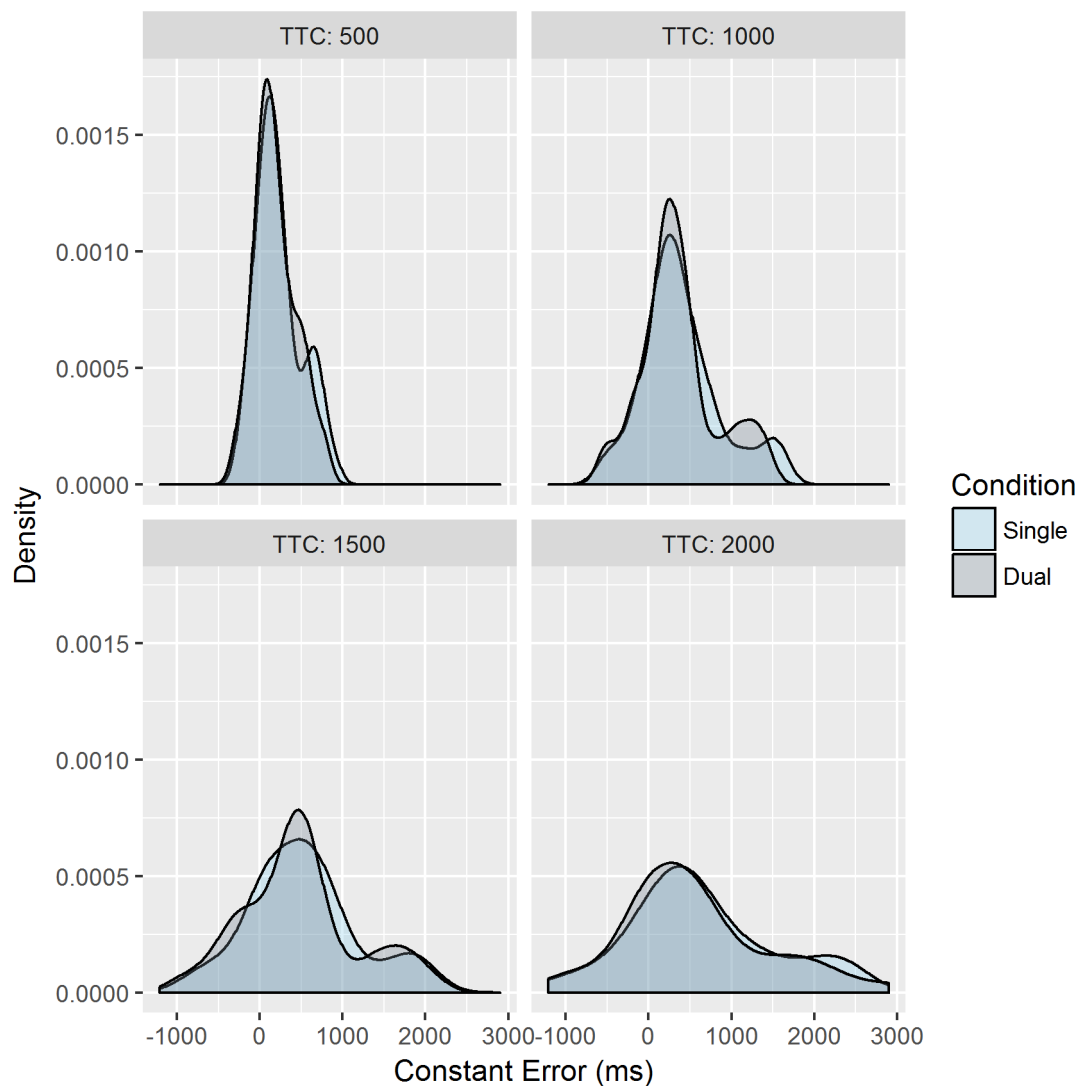 TTC: 500
TTC: 1000
0.0015
0.0010
0.0005
0.0000
TTC: 1500
TTC: 2000
0.0015
0.0010
0.0005
0.0000
-1000 0 1000 2000 3000
-1000 0 1000 2000 3000
Constant Error (ms)
Density
Condition
Single
Dual